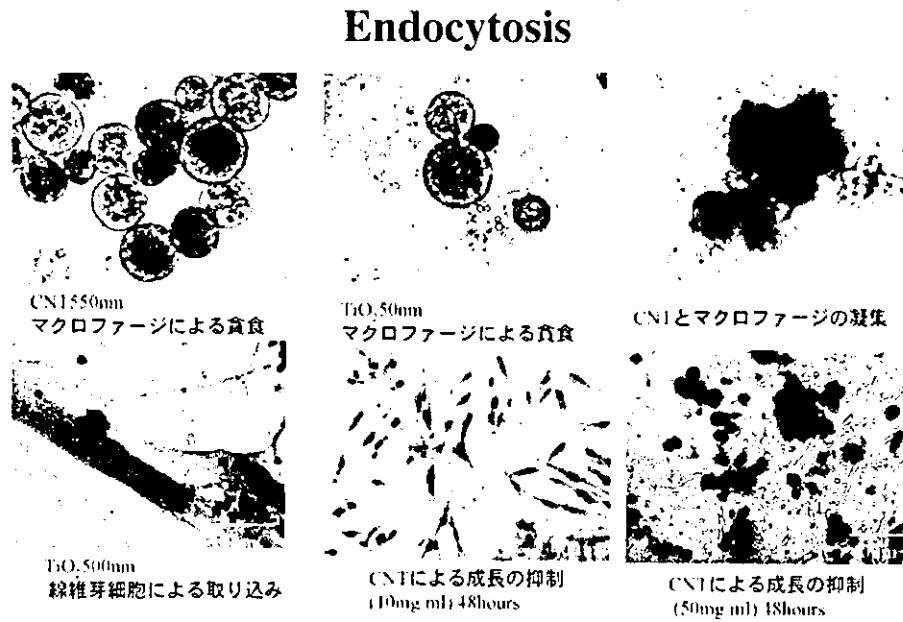 Endocytosis
CNT550nm
マクロファージによる貪食
TiO₂50nm
マクロファージによる貪食
CNTとマクロファージの凝集
TiO₂500nm
線維芽細胞による取り込み
CNTによる成長の抑制
(10mg ml) 48hours
CNTによる成長の抑制
(50mg ml) 48hours